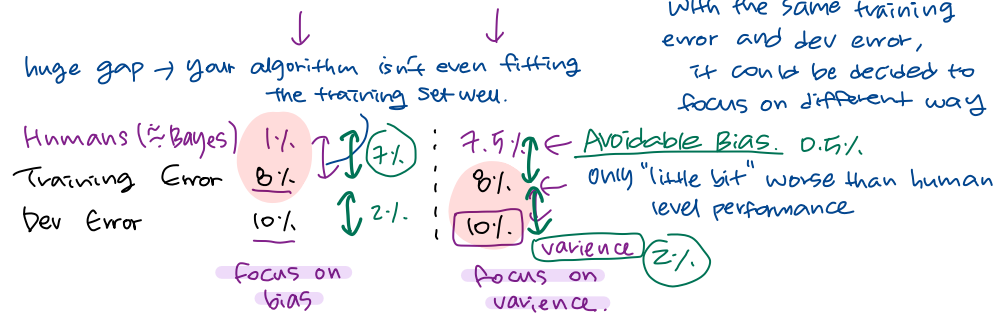 with the same training
error and dev error,
it could be decided to
focus on different way
huge gap → your algorithm isn't even fitting
the training set well.
Humans (≈Bayes) 1% 7% 7.5% ← Avoidable Bias. 0.5%
Training Error 8% 8% only "little bit" worse than human
level performance
Dev Error 10% 2% 10%
varience 2%
focus on
bias
focus on
varience.